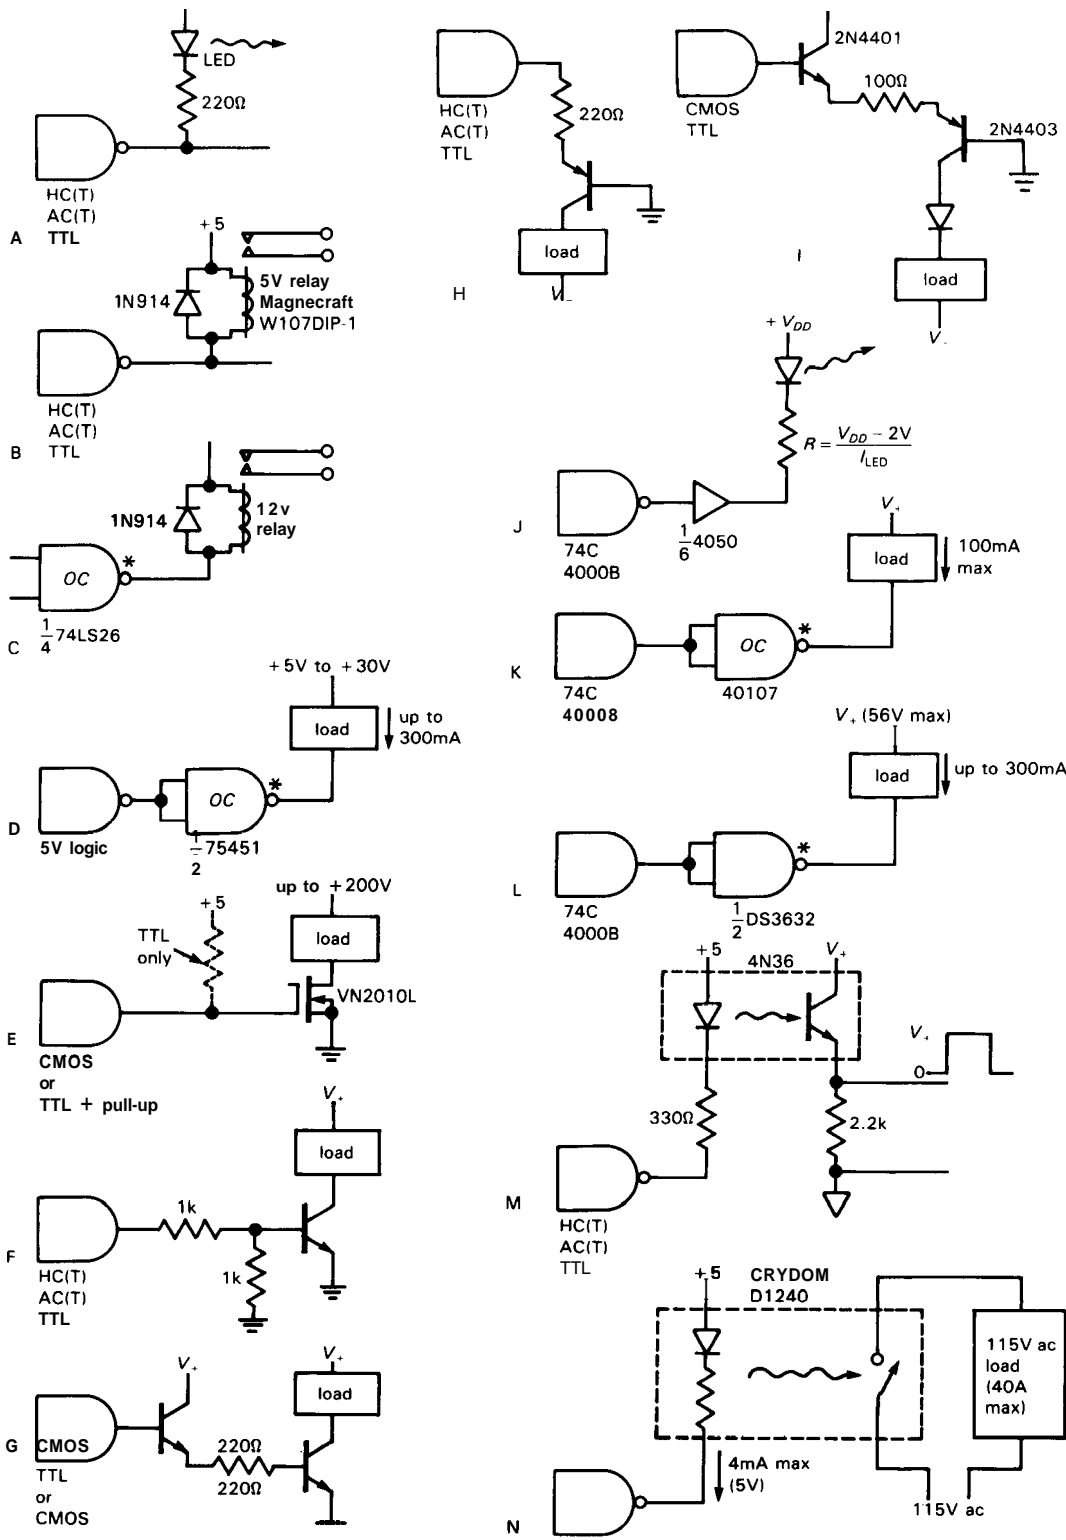 LED
220Ω
HC(T)
AC(T)
TTL
A
+5
1N914
5V relay
Magnecraft
W107DIP-1
HC(T)
AC(T)
TTL
B
1N914
12v
relay
OC
*
1/4 74LS26
C
+5V to +30V
load
up to
300mA
OC
*
D
5V logic
1/2 75451
up to +200V
+5
load
TTL
only
VN2010L
E
CMOS
or
TTL + pull-up
V+
load
1k
F
1k
HC(T)
AC(T)
TTL
V+
V+
load
G
CMOS
220Ω
220Ω
TTL
or
CMOS
HC(T)
AC(T)
TTL
220Ω
load
H
V−
2N4401
100Ω
CMOS
TTL
2N4403
I
load
V−
+ VDD
R = VDD − 2V / ILED
J
1/6 4050
74C
4000B
V+
load
100mA
max
OC
*
K
74C
40008
40107
V+ (56V max)
load
up to 300mA
*
L
74C
4000B
1/2 DS3632
+5
4N36
V+
V+
0
330Ω
2.2k
M
HC(T)
AC(T)
TTL
+5
CRYDOM
D1240
115V ac
load
(40A
max)
4mA max
(5V)
115V ac
N